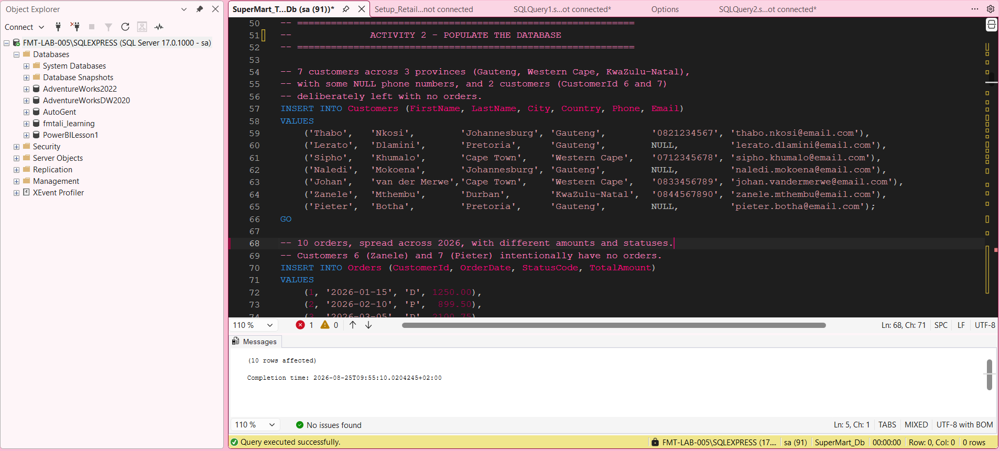 Object Explorer
Connect
FMT-LAB-005\SQLEXPRESS (SQL Server 17.0.1000 - sa)
Databases
System Databases
Database Snapshots
AdventureWorks2022
AdventureWorksDW2020
AutoGent
fmtali_learning
PowerBILesson1
Security
Server Objects
Replication
Management
XEvent Profiler
SuperMart_T...Db (sa (91))* Setup_Retail...not connected SQLQuery1.s...ot connected* Options SQLQuery2.s...ot connected*
50 -- ============================================================
51 -- ACTIVITY 2 - POPULATE THE DATABASE
52 -- ============================================================
53
54 -- 7 customers across 3 provinces (Gauteng, Western Cape, KwaZulu-Natal),
55 -- with some NULL phone numbers, and 2 customers (CustomerId 6 and 7)
56 -- deliberately left with no orders.
57 INSERT INTO Customers (FirstName, LastName, City, Country, Phone, Email)
58 VALUES
59 ('Thabo', 'Nkosi', 'Johannesburg', 'Gauteng', '0821234567', 'thabo.nkosi@email.com'),
60 ('Lerato', 'Dlamini', 'Pretoria', 'Gauteng', NULL, 'lerato.dlamini@email.com'),
61 ('Sipho', 'Khumalo', 'Cape Town', 'Western Cape', '0712345678', 'sipho.khumalo@email.com'),
62 ('Naledi', 'Mokoena', 'Johannesburg', 'Gauteng', NULL, 'naledi.mokoena@email.com'),
63 ('Johan', 'van der Merwe','Cape Town', 'Western Cape', '0833456789', 'johan.vandermerwe@email.com'),
64 ('Zanele', 'Mthembu', 'Durban', 'KwaZulu-Natal', '0844567890', 'zanele.mthembu@email.com'),
65 ('Pieter', 'Botha', 'Pretoria', 'Gauteng', NULL, 'pieter.botha@email.com');
66 GO
67
68 -- 10 orders, spread across 2026, with different amounts and statuses.
69 -- Customers 6 (Zanele) and 7 (Pieter) intentionally have no orders.
70 INSERT INTO Orders (CustomerId, OrderDate, StatusCode, TotalAmount)
71 VALUES
72 (1, '2026-01-15', 'D', 1250.00),
73 (2, '2026-02-10', 'P', 899.50),
74 (3, '2026-03-05', 'D', 2100.75)
110 % 1 0 Ln: 68, Ch: 71 SPC LF UTF-8
Messages
(10 rows affected)
Completion time: 2026-08-25T09:55:10.0204245+02:00
110 % No issues found Ln: 5, Ch: 1 TABS MIXED UTF-8 with BOM
Query executed successfully. FMT-LAB-005\SQLEXPRESS (17.... sa (91) SuperMart_Db 00:00:00 Row: 0, Col: 0 0 rows